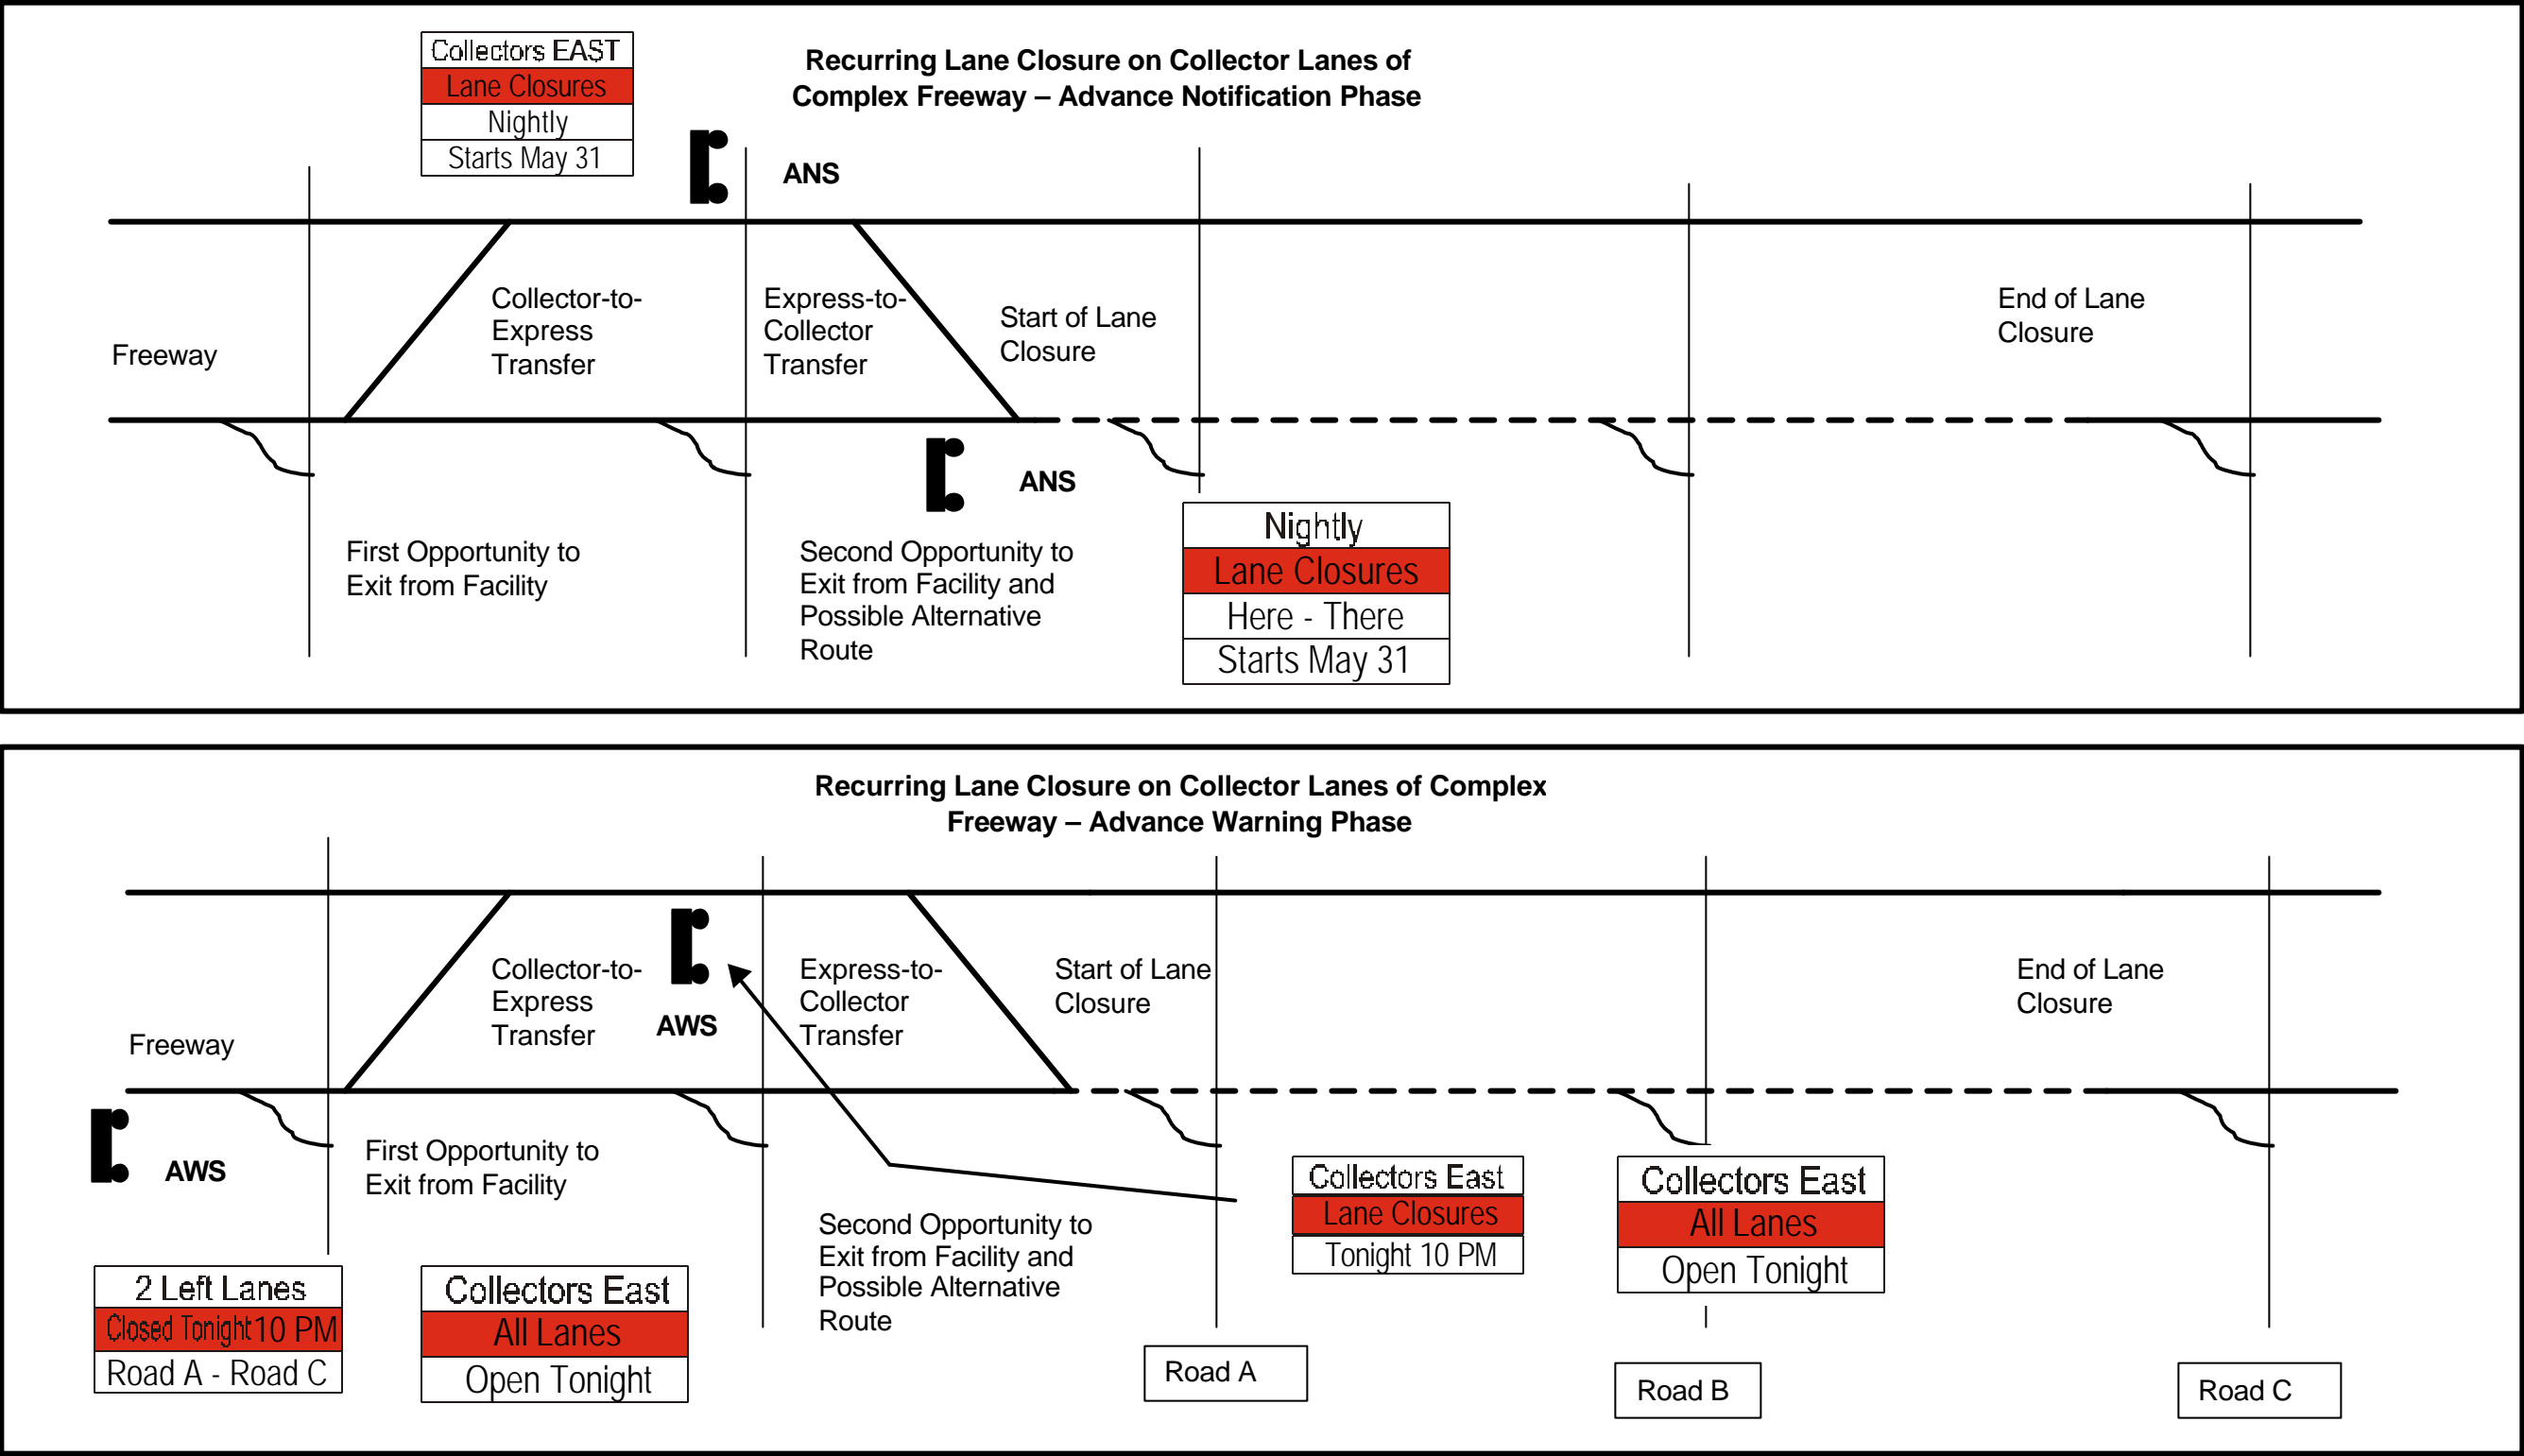 Collectors EAST
Lane Closures
Nightly
Starts May 31
Recurring Lane Closure on Collector Lanes of
Complex Freeway – Advance Notification Phase
ANS
Freeway
Collector-to-
Express
Transfer
Express-to-
Collector
Transfer
Start of Lane
Closure
End of Lane
Closure
ANS
First Opportunity to
Exit from Facility
Second Opportunity to
Exit from Facility and
Possible Alternative
Route
Nightly
Lane Closures
Here - There
Starts May 31
Recurring Lane Closure on Collector Lanes of Complex
Freeway – Advance Warning Phase
Freeway
Collector-to-
Express
Transfer
AWS
Express-to-
Collector
Transfer
Start of Lane
Closure
End of Lane
Closure
AWS
First Opportunity to
Exit from Facility
Second Opportunity to
Exit from Facility and
Possible Alternative
Route
Collectors East
Lane Closures
Tonight 10 PM
Collectors East
All Lanes
Open Tonight
2 Left Lanes
Closed Tonight 10 PM
Road A - Road C
Collectors East
All Lanes
Open Tonight
Road A
Road B
Road C